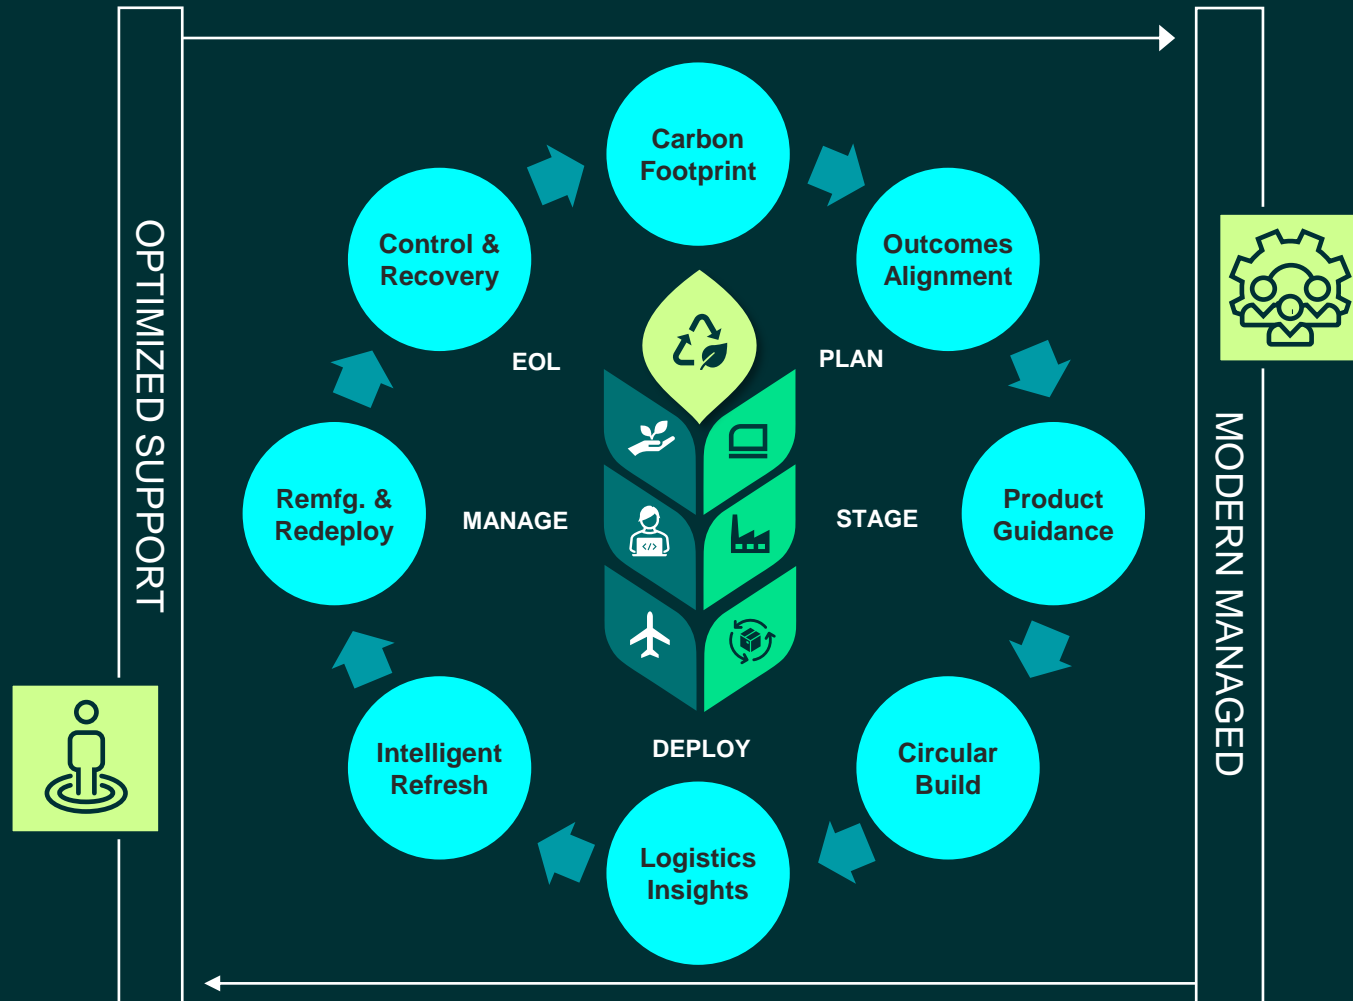 Carbon
Footprint
Outcomes
Alignment
Product
Guidance
Circular
Build
Logistics
Insights
Intelligent
Refresh
Remfg. &
Redeploy
Control &
Recovery
EOL
PLAN
MANAGE
STAGE
DEPLOY
</>
OPTIMIZED SUPPORT
MODERN MANAGED